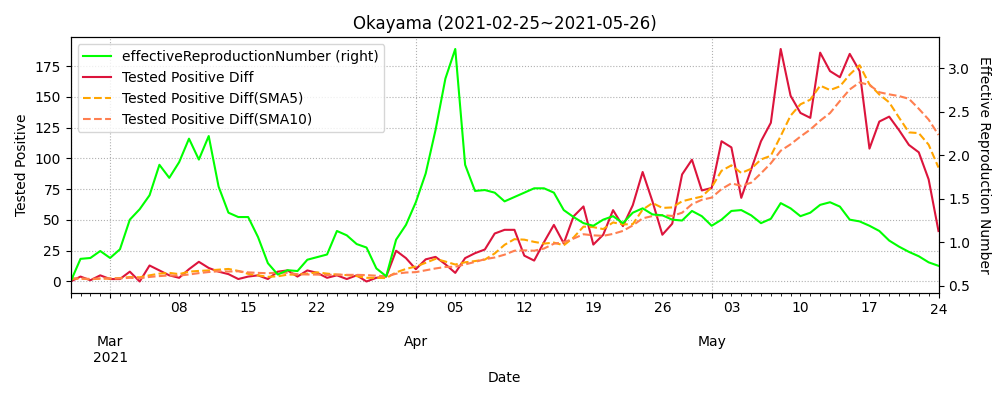 Okayama (2021-02-25~2021-05-26)
effectiveReproductionNumber (right)
Tested Positive Diff
Tested Positive Diff(SMA5)
Tested Positive Diff(SMA10)
Tested Positive
175
150
125
100
75
50
25
0
Effective Reproduction Number
3.0
2.5
2.0
1.5
1.0
0.5
08 15 22 29 05 12 19 26 03 10 17 24
Mar Apr May
2021
Date